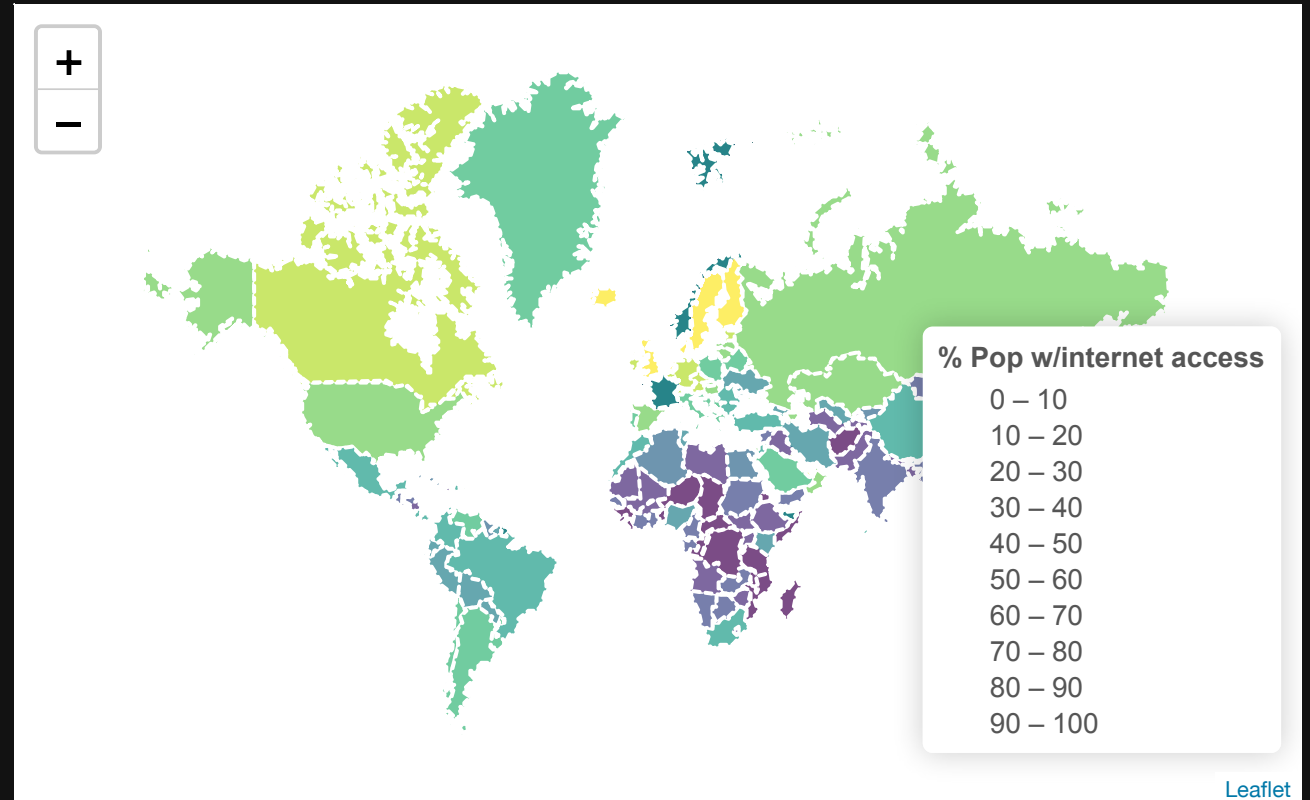 +
−
% Pop w/internet access
0 – 10
10 – 20
20 – 30
30 – 40
40 – 50
50 – 60
60 – 70
70 – 80
80 – 90
90 – 100
Leaflet